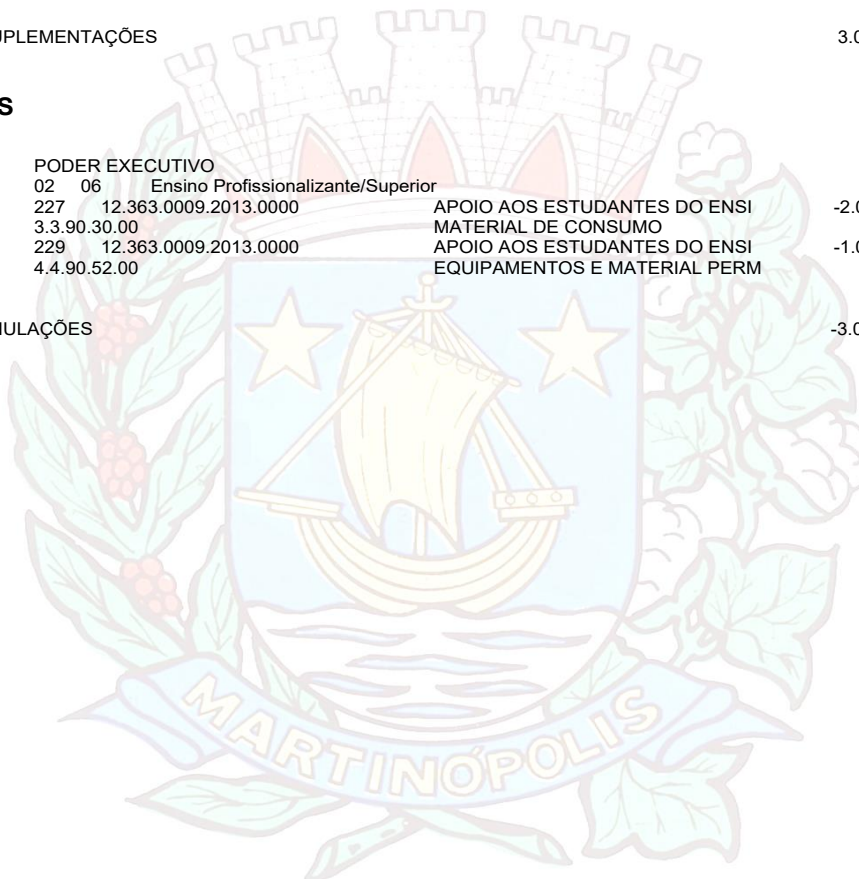 PLEMENTAÇÕES 3.0
S
PODER EXECUTIVO
02 06 Ensino Profissionalizante/Superior
227 12.363.0009.2013.0000 APOIO AOS ESTUDANTES DO ENSI -2.0
3.3.90.30.00 MATERIAL DE CONSUMO
229 12.363.0009.2013.0000 APOIO AOS ESTUDANTES DO ENSI -1.0
4.4.90.52.00 EQUIPAMENTOS E MATERIAL PERM
ULAÇÕES -3.0
MARTINÓPOLIS